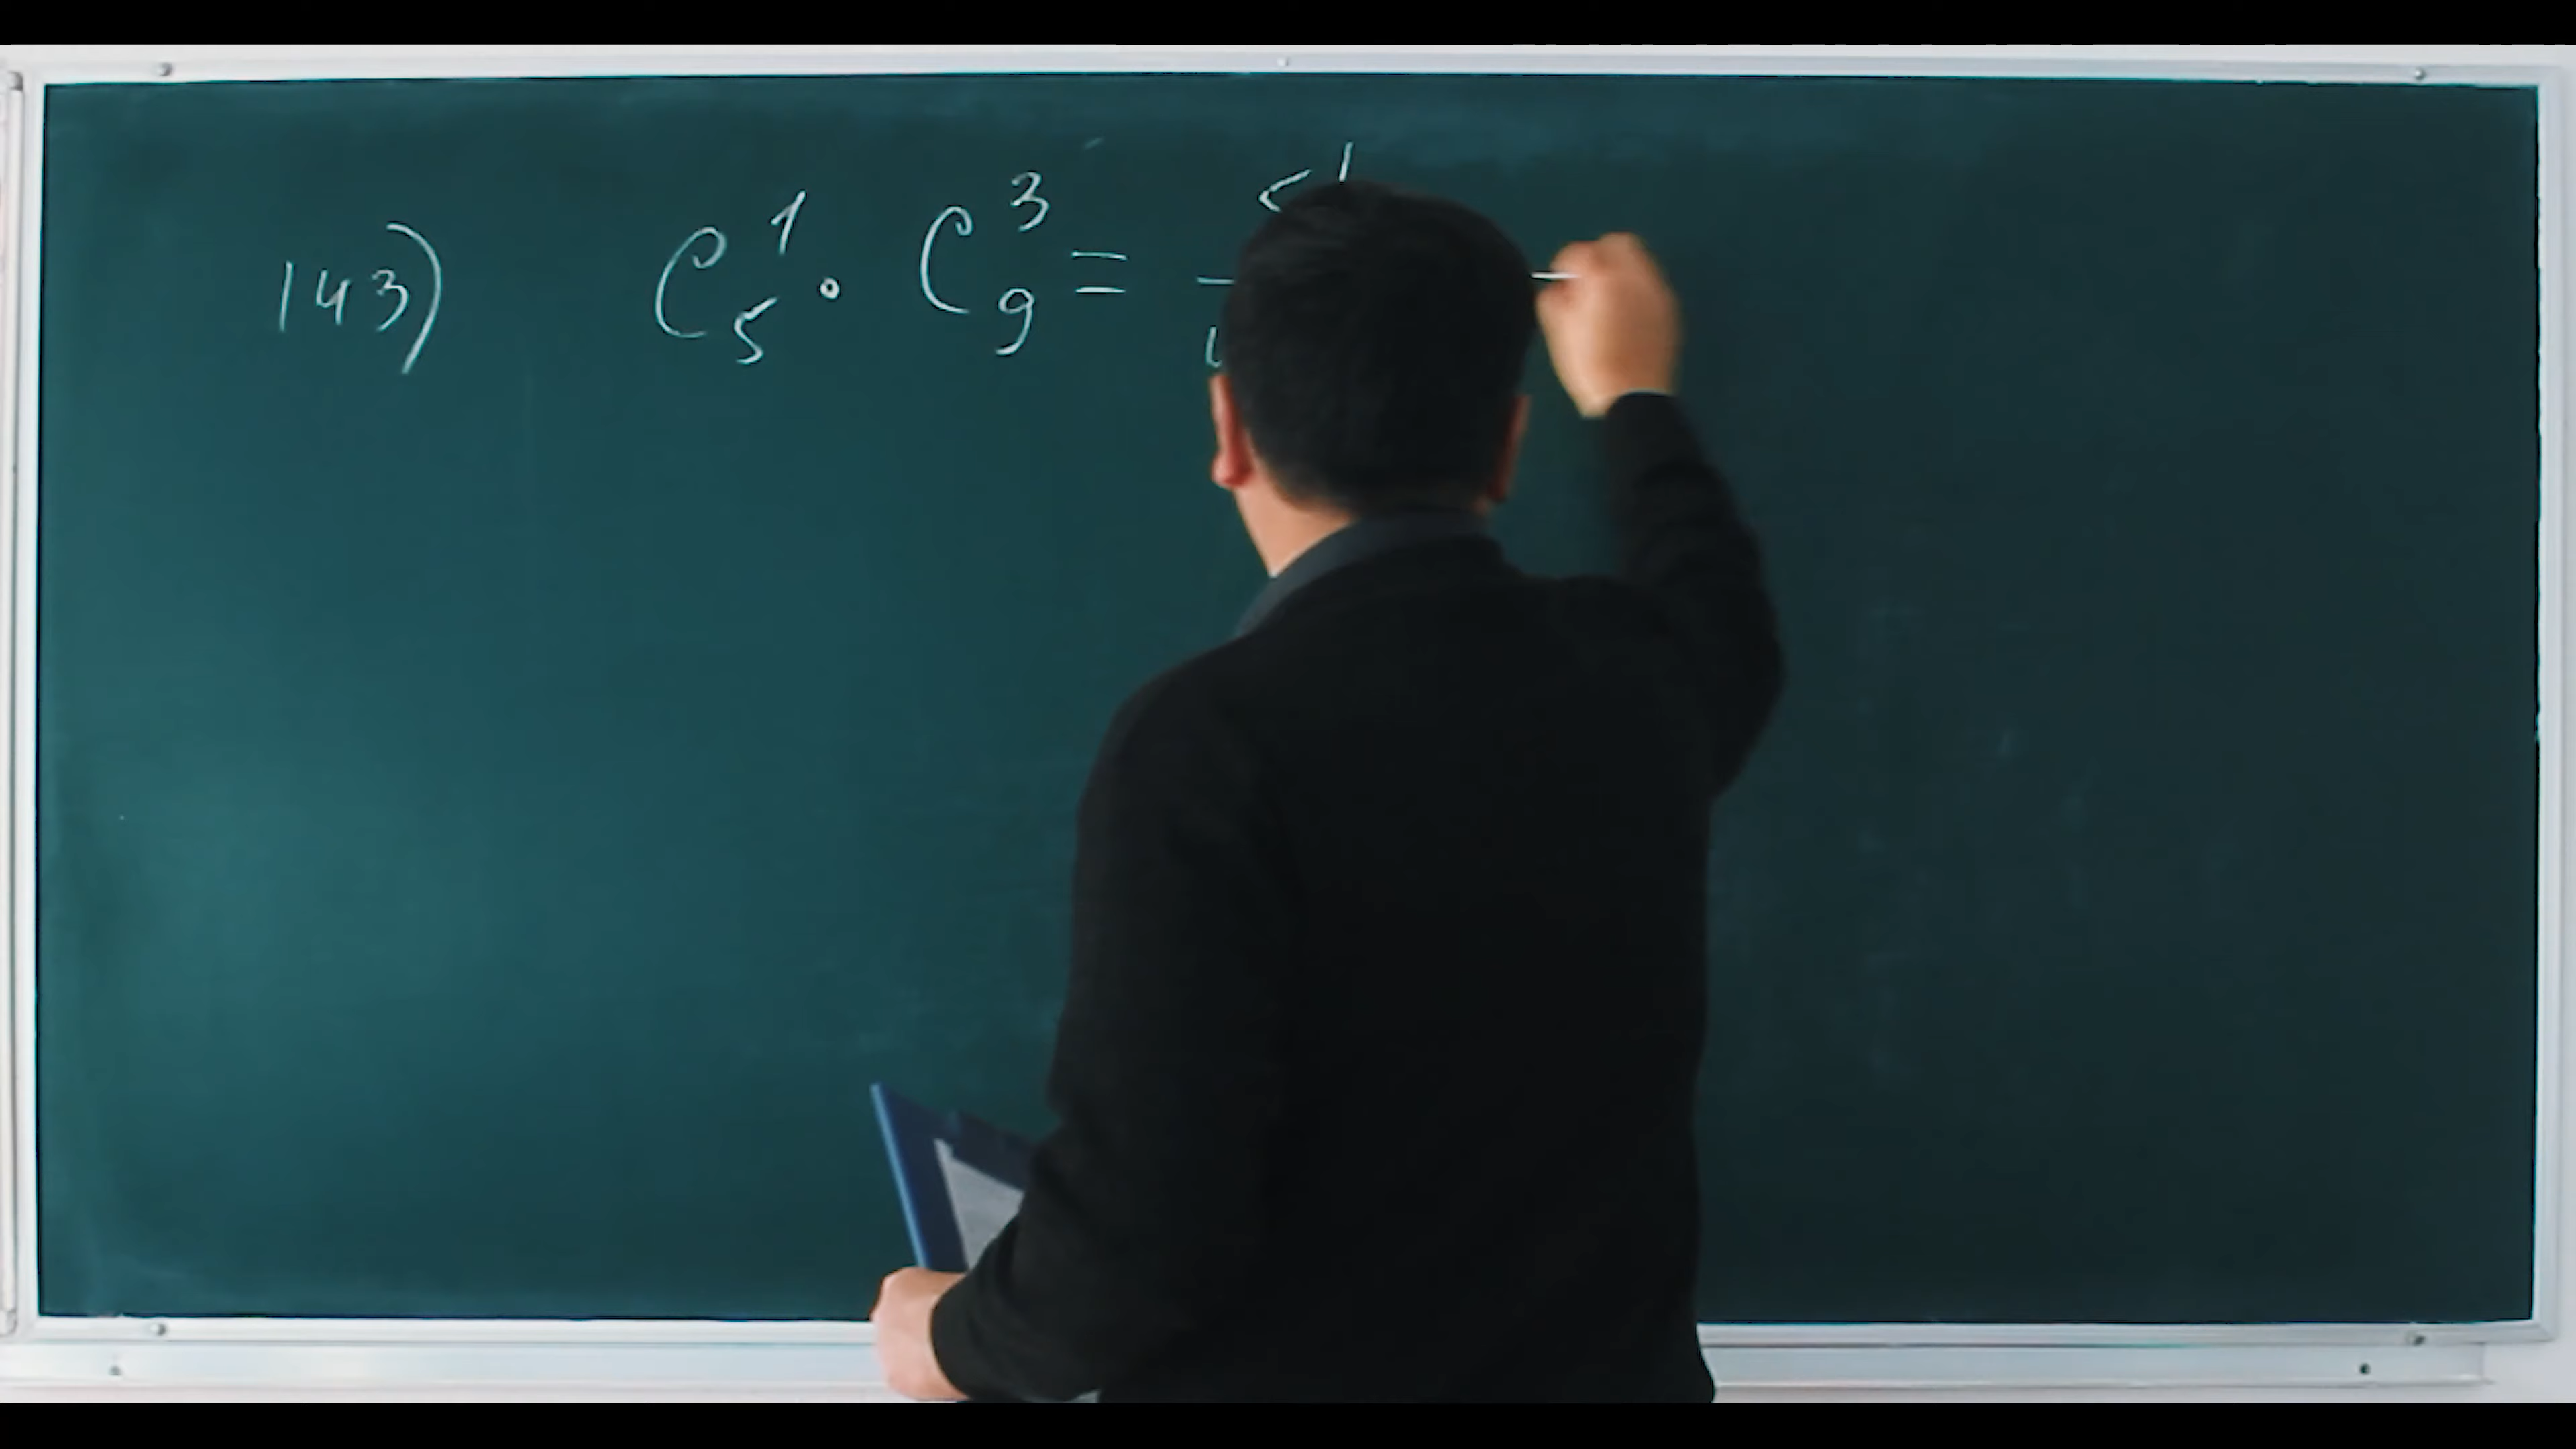 143) C₅¹ · C₉³ =